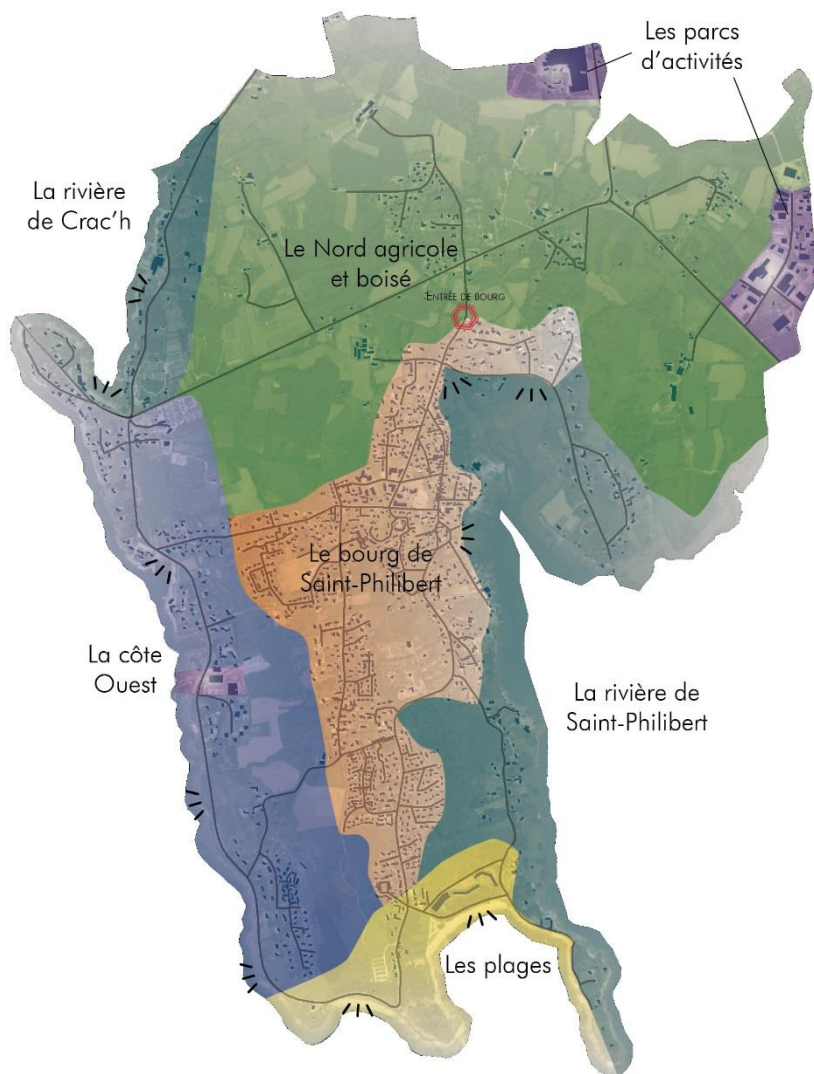 Les parcs
d’activités
La rivière
de Crac’h
Le Nord agricole
et boisé
ENTRÉE DE BOURG
Le bourg de
Saint-Philibert
La côte
Ouest
La rivière de
Saint-Philibert
Les plages